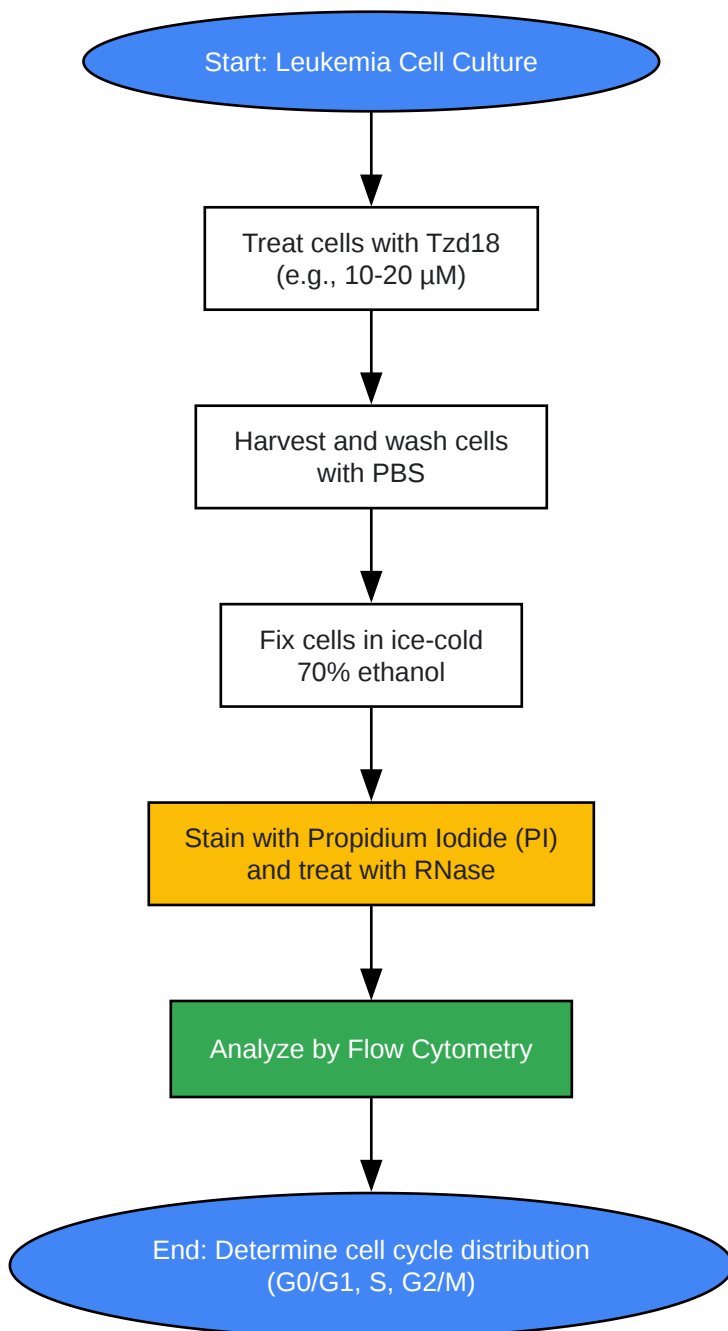 Start: Leukemia Cell Culture
Treat cells with Tzd18
(e.g., 10-20 µM)
Harvest and wash cells
with PBS
Fix cells in ice-cold
70% ethanol
Stain with Propidium Iodide (PI)
and treat with RNase
Analyze by Flow Cytometry
End: Determine cell cycle distribution
(G0/G1, S, G2/M)